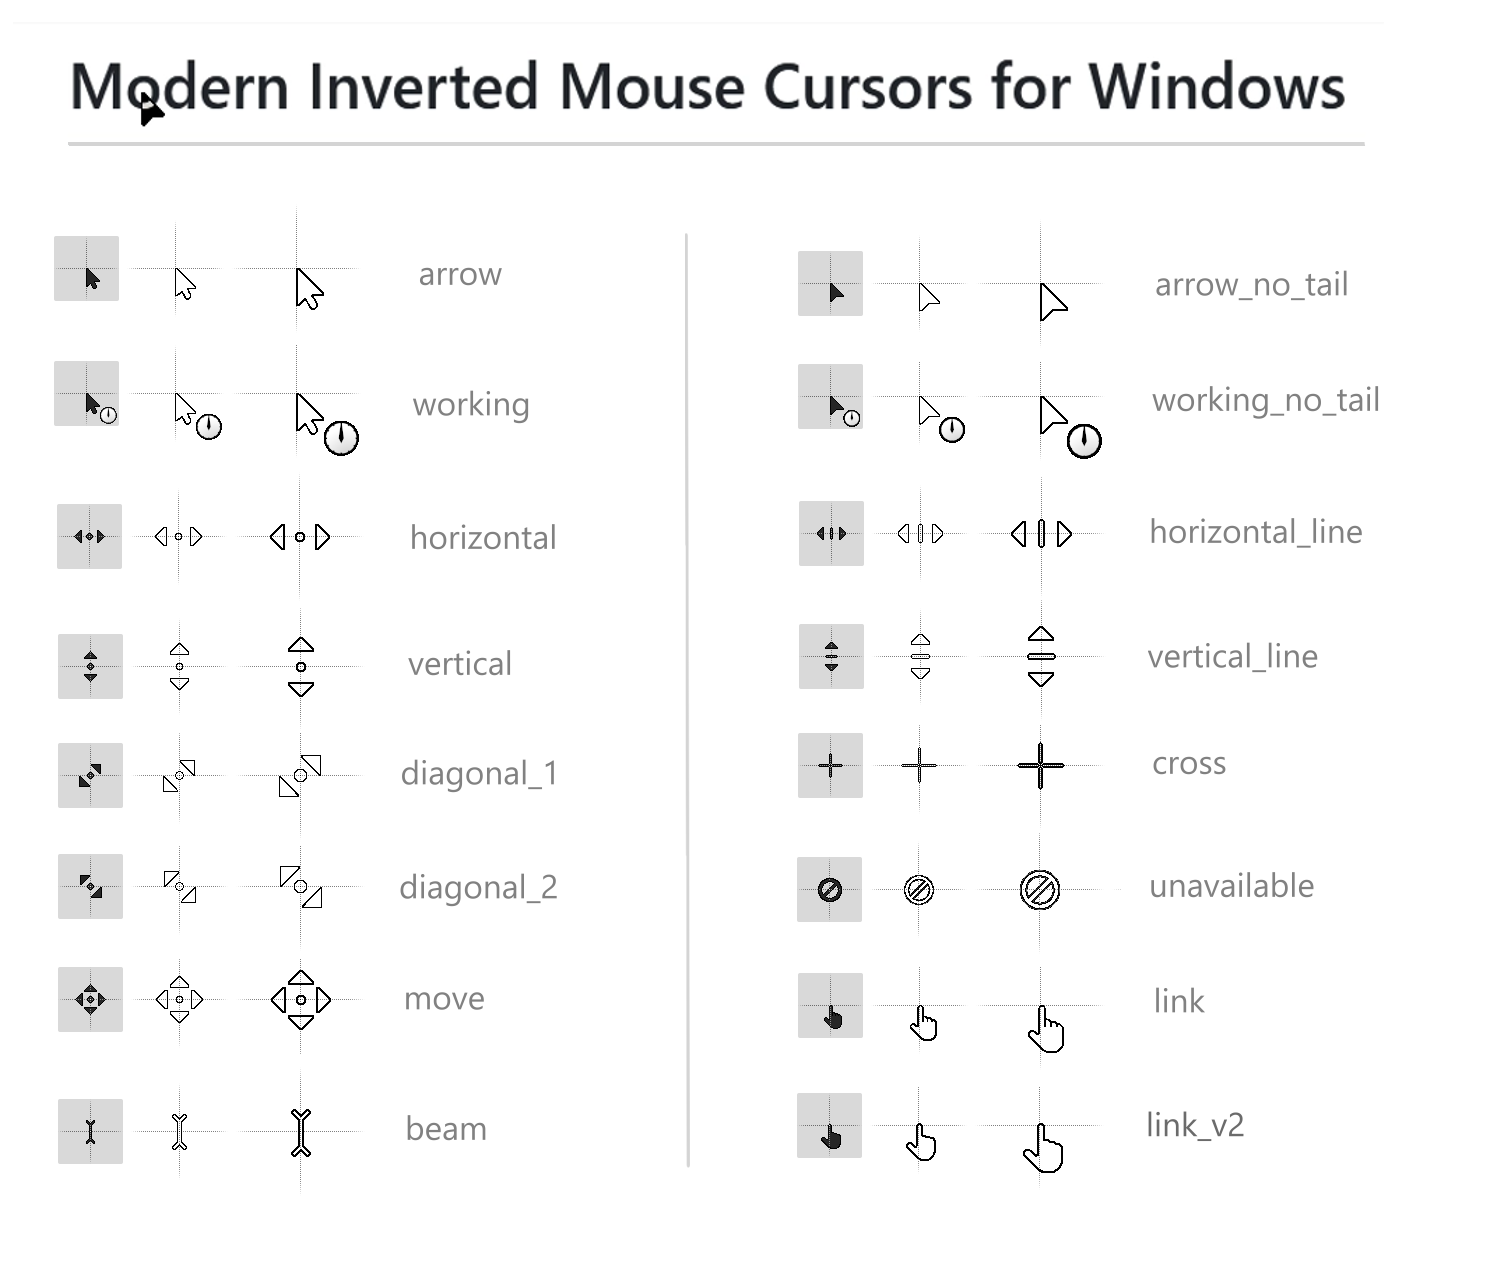 Modern Inverted Mouse Cursors for Windows
arrow
working
horizontal
vertical
diagonal_1
diagonal_2
move
beam
arrow_no_tail
working_no_tail
horizontal_line
vertical_line
cross
unavailable
link
link_v2